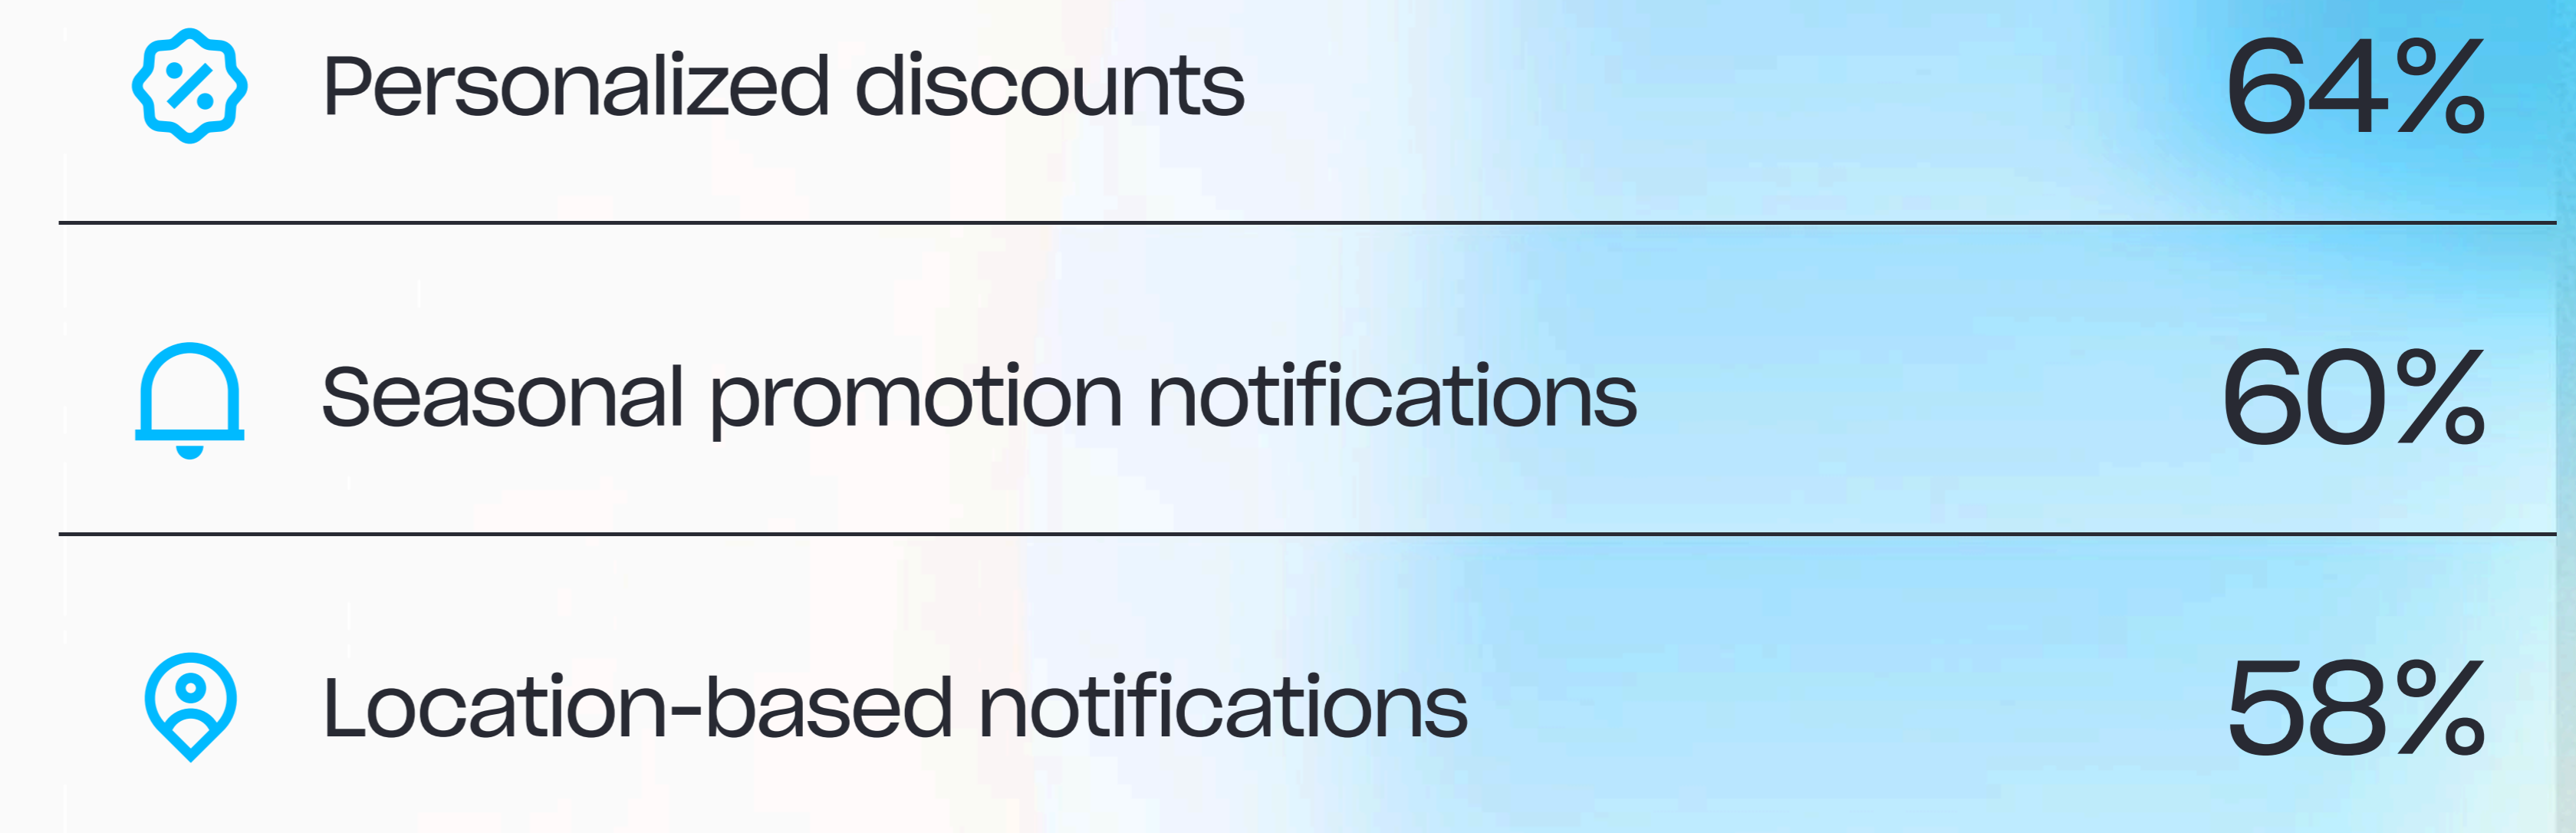 Personalized discounts 64%
Seasonal promotion notifications 60%
Location-based notifications 58%